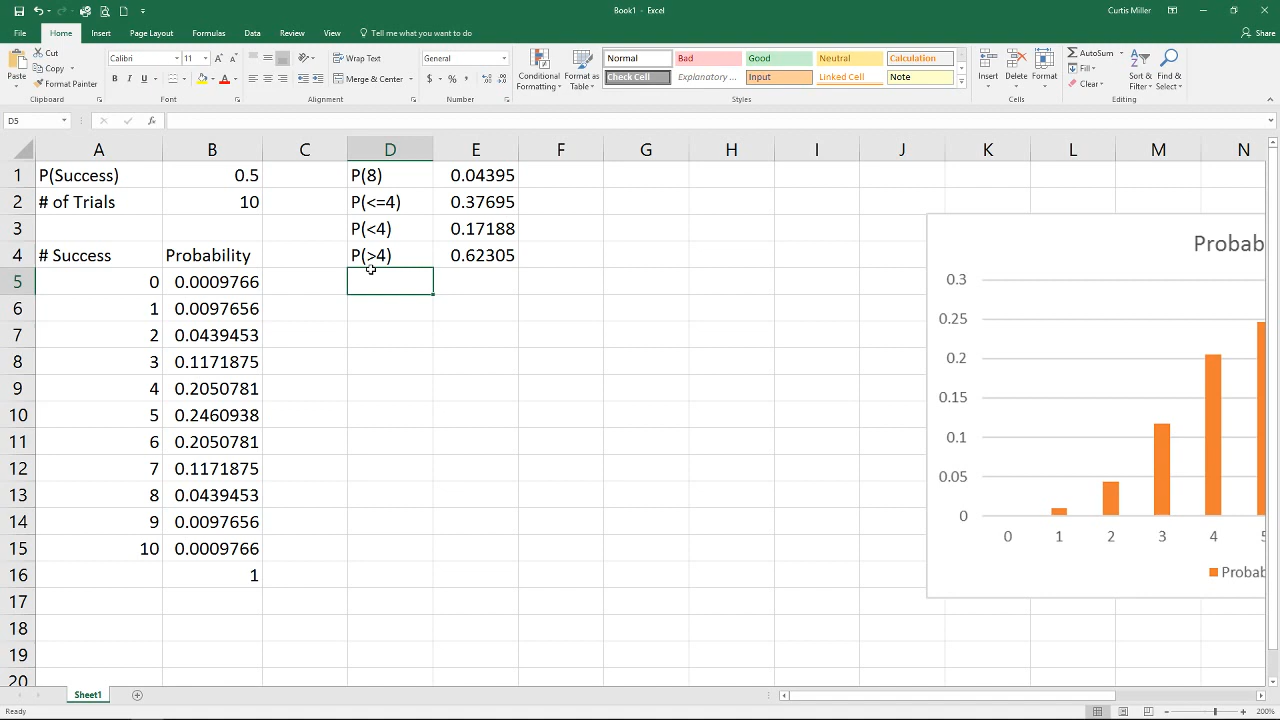 Book1 - Excel
Curtis Miller
File Home Insert Page Layout Formulas Data Review View Tell me what you want to do Share
Cut
Copy
Format Painter
Paste
Clipboard
Calibri 11
B I U
Font
Wrap Text
Merge & Center
Alignment
General
$ % ,
Number
Conditional Formatting
Format as Table
Normal Bad Good Neutral Calculation
Check Cell Explanatory ... Input Linked Cell Note
Styles
Insert Delete Format
Cells
AutoSum
Fill
Clear
Sort & Filter
Find & Select
Editing
D5 fx
A B C D E F G H I J K L M N
1 P(Success) 0.5 P(8) 0.04395
2 # of Trials 10 P(<=4) 0.37695
3 P(<4) 0.17188
4 # Success Probability P(>4) 0.62305
5 0 0.0009766
6 1 0.0097656
7 2 0.0439453
8 3 0.1171875
9 4 0.2050781
10 5 0.2460938
11 6 0.2050781
12 7 0.1171875
13 8 0.0439453
14 9 0.0097656
15 10 0.0009766
16 1
17
18
19
20
Probab
0.3
0.25
0.2
0.15
0.1
0.05
0
0 1 2 3 4 5
Probab
Sheet1
Ready
200%